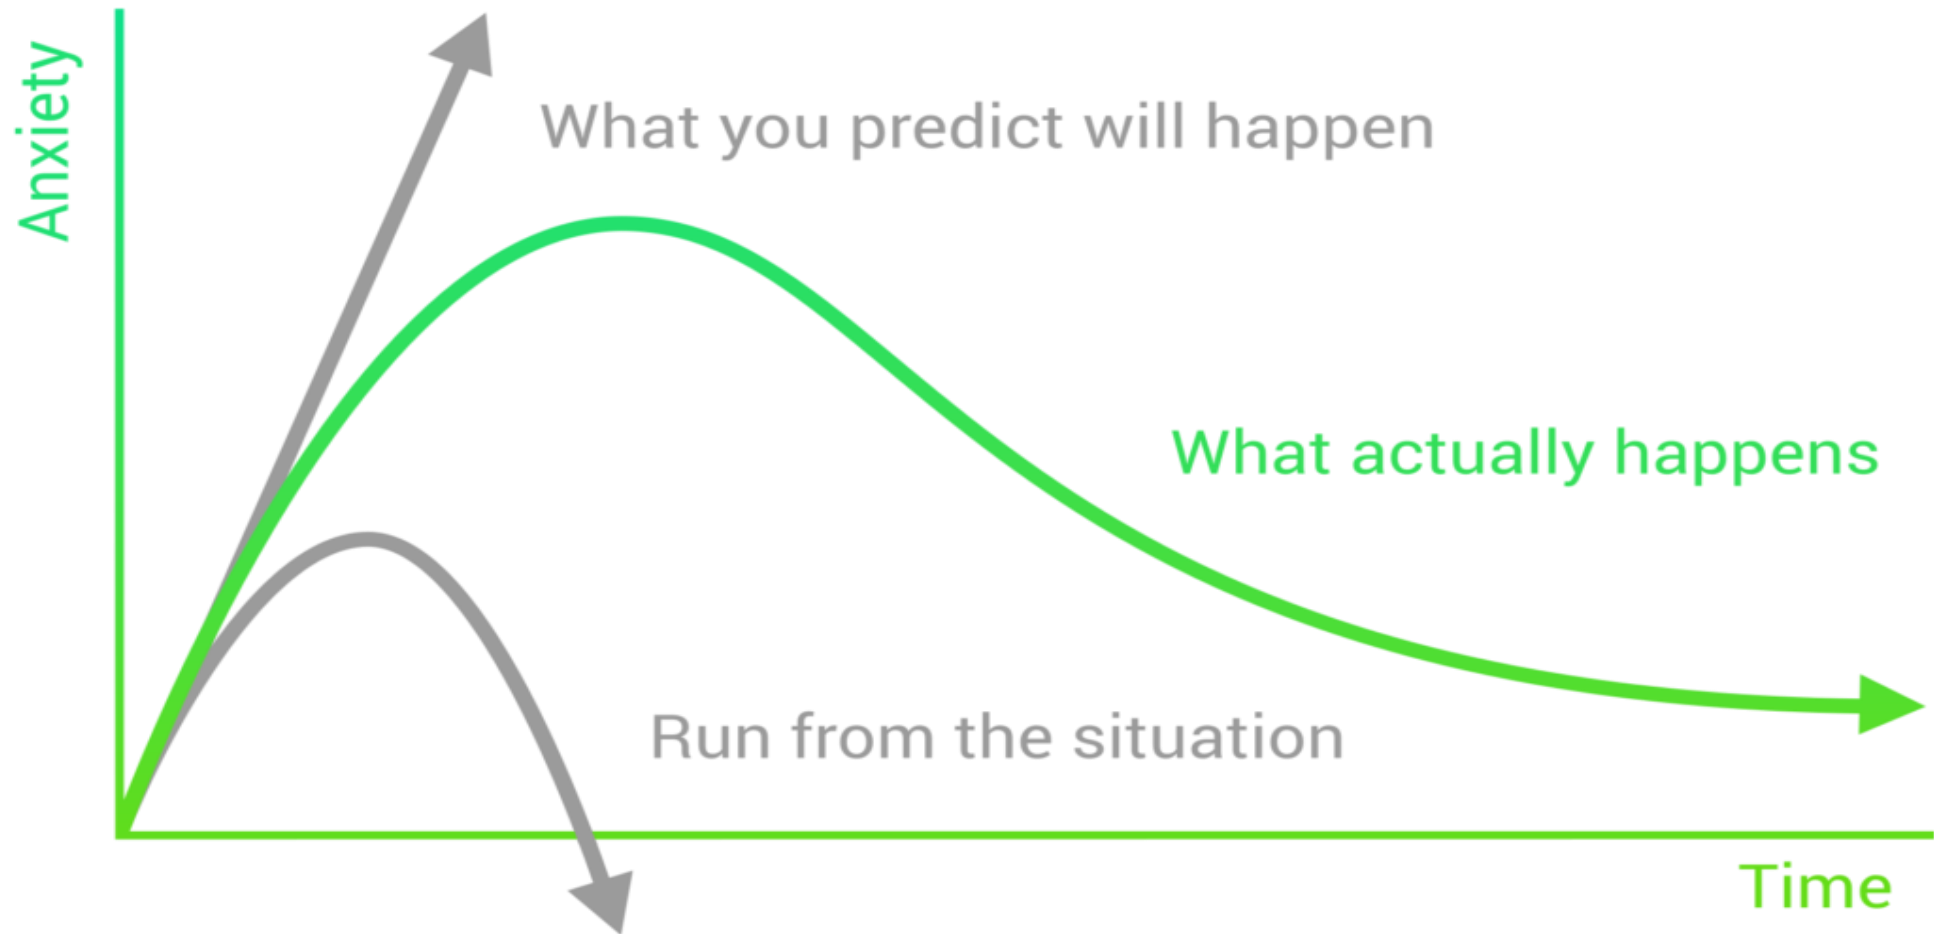 Anxiety
What you predict will happen
What actually happens
Run from the situation
Time